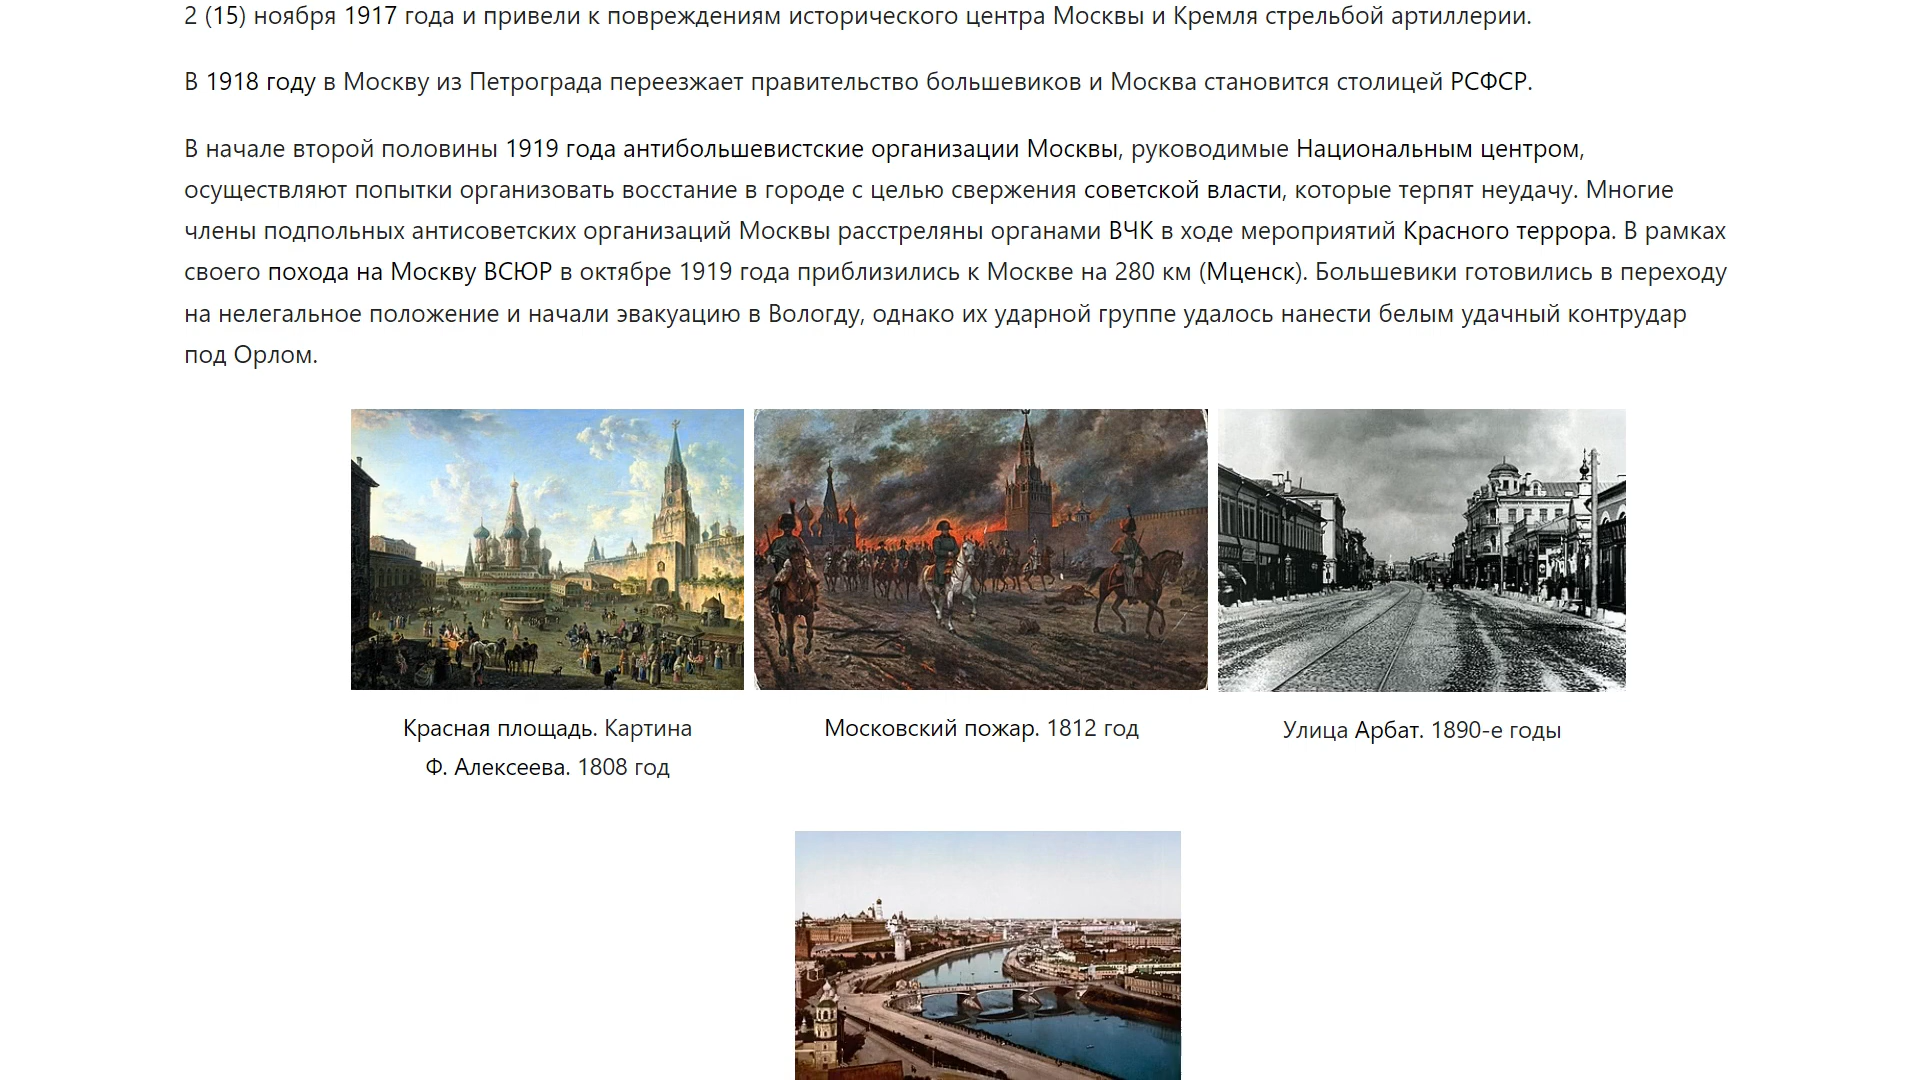 2 (15) ноября 1917 года и привели к повреждениям исторического центра Москвы и Кремля стрельбой артиллерии.
В 1918 году в Москву из Петрограда переезжает правительство большевиков и Москва становится столицей РСФСР.
В начале второй половины 1919 года антибольшевистские организации Москвы, руководимые Национальным центром,
осуществляют попытки организовать восстание в городе с целью свержения советской власти, которые терпят неудачу. Многие
члены подпольных антисоветских организаций Москвы расстреляны органами ВЧК в ходе мероприятий Красного террора. В рамках
своего похода на Москву ВСЮР в октябре 1919 года приблизились к Москве на 280 км (Мценск). Большевики готовились в переходу
на нелегальное положение и начали эвакуацию в Вологду, однако их ударной группе удалось нанести белым удачный контрудар
под Орлом.
Красная площадь. Картина
Ф. Алексеева. 1808 год
Московский пожар. 1812 год
Улица Арбат. 1890-е годы